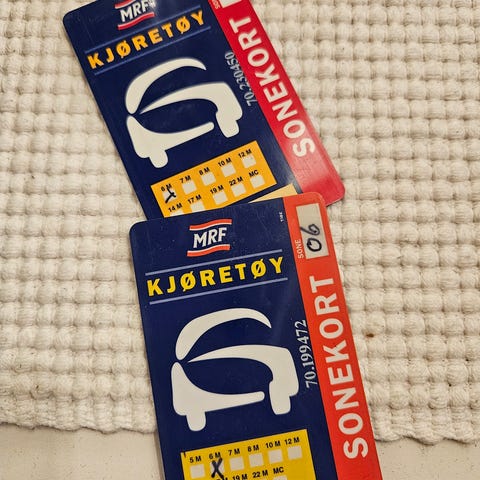 MRF
KJØRETØY
SONEKORT
70.230450
6 M 7 M 8 M 10 M 12 M
14 M 17 M 19 M 22 M MC
MRF
KJØRETØY
SONE 06
SONEKORT
70.199472
5 M 6 M 7 M 8 M 10 M 12 M
19 M 22 M MC